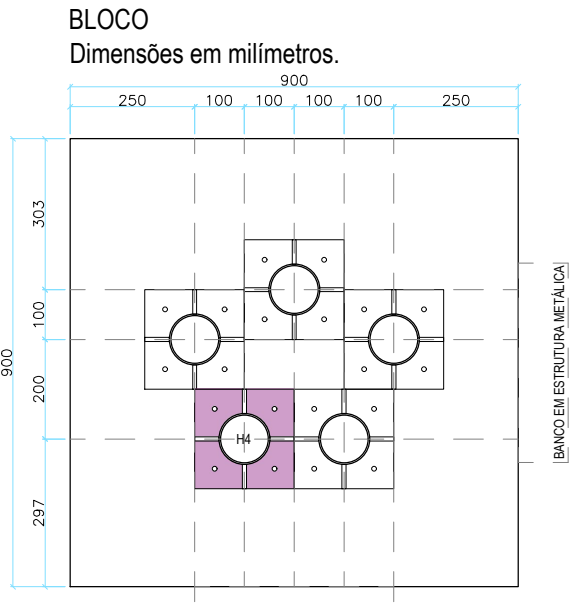 BLOCO
Dimensões em milímetros.
900
250 100 100 100 100 250
303
100
900
200
297
H4
BANCO EM ESTRUTURA METÁLICA